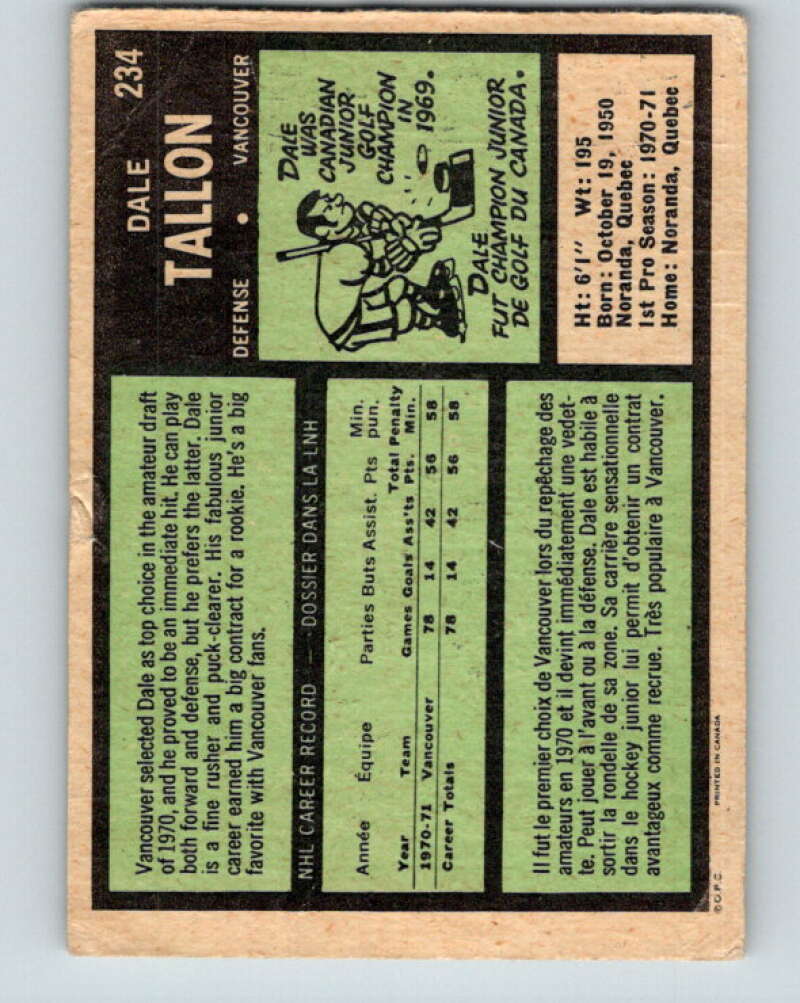 DALE 234
TALLON
DEFENSE • VANCOUVER
DALE
WAS
CANADIAN
JUNIOR
GOLF
CHAMPION
IN
1969.
DALE
FUT CHAMPION JUNIOR
DE GOLF DU CANADA.
Ht: 6'1" Wt: 195
Born: October 19, 1950
Noranda, Quebec
1st Pro Season: 1970-71
Home: Noranda, Quebec
Vancouver selected Dale as top choice in the amateur draft
of 1970, and he proved to be an immediate hit. He can play
both forward and defense, but he prefers the latter. Dale
is a fine rusher and puck-clearer. His fabulous junior
career earned him a big contract for a rookie. He's a big
favorite with Vancouver fans.
NHL CAREER RECORD — DOSSIER DANS LA LNH
Année Équipe Parties Buts Assist. Pts Min. pun.
Year Team Games Goals Ass'ts Total Pts. Penalty Min.
1970-71 Vancouver 78 14 42 56 58
Career Totals 78 14 42 56 58
Il fut le premier choix de Vancouver lors du repêchage des
amateurs en 1970 et il devint immédiatement une vedet-
te. Peut jouer à l'avant ou à la défense. Dale est habile à
sortir la rondelle de sa zone. Sa carrière sensationnelle
dans le hockey junior lui permit d'obtenir un contrat
avantageux comme recrue. Très populaire à Vancouver.
© O.P.C. PRINTED IN CANADA